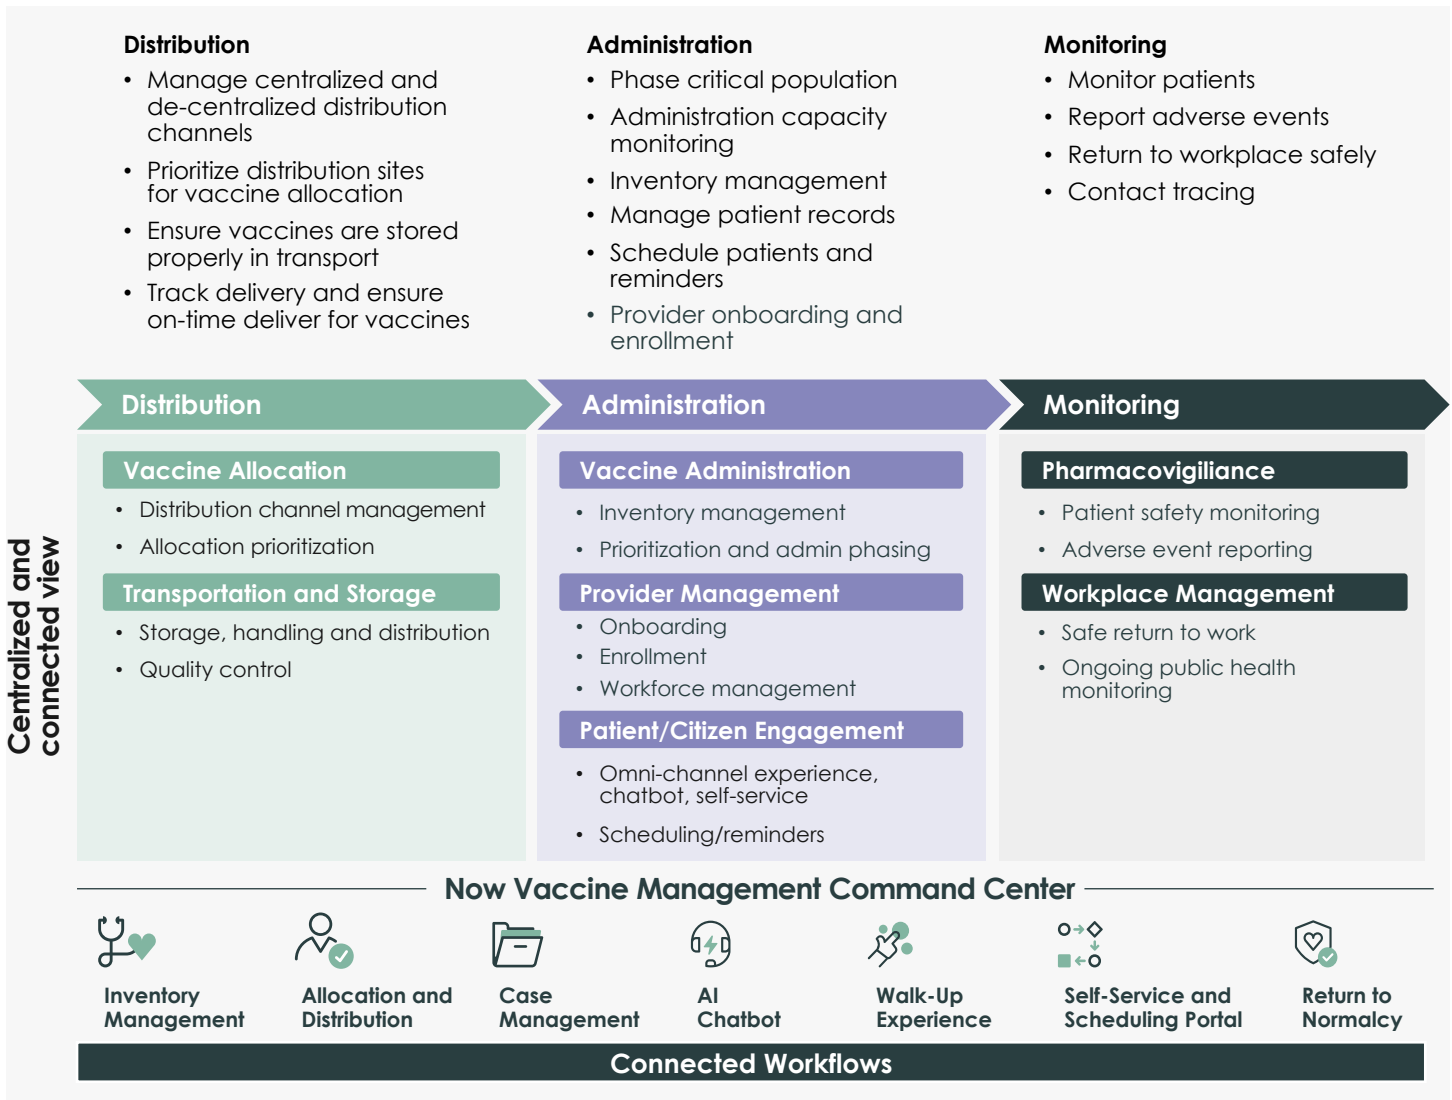 Distribution
• Manage centralized and
de-centralized distribution
channels
• Prioritize distribution sites
for vaccine allocation
• Ensure vaccines are stored
properly in transport
• Track delivery and ensure
on-time deliver for vaccines
Administration
• Phase critical population
• Administration capacity
monitoring
• Inventory management
• Manage patient records
• Schedule patients and
reminders
• Provider onboarding and
enrollment
Monitoring
• Monitor patients
• Report adverse events
• Return to workplace safely
• Contact tracing
Centralized and
connected view
Distribution
Vaccine Allocation
• Distribution channel management
• Allocation prioritization
Transportation and Storage
• Storage, handling and distribution
• Quality control
Administration
Vaccine Administration
• Inventory management
• Prioritization and admin phasing
Provider Management
• Onboarding
• Enrollment
• Workforce management
Patient/Citizen Engagement
• Omni-channel experience,
chatbot, self-service
• Scheduling/reminders
Monitoring
Pharmacovigiliance
• Patient safety monitoring
• Adverse event reporting
Workplace Management
• Safe return to work
• Ongoing public health
monitoring
Now Vaccine Management Command Center
Inventory
Management
Allocation and
Distribution
Case
Management
AI
Chatbot
Walk-Up
Experience
Self-Service and
Scheduling Portal
Return to
Normalcy
Connected Workflows